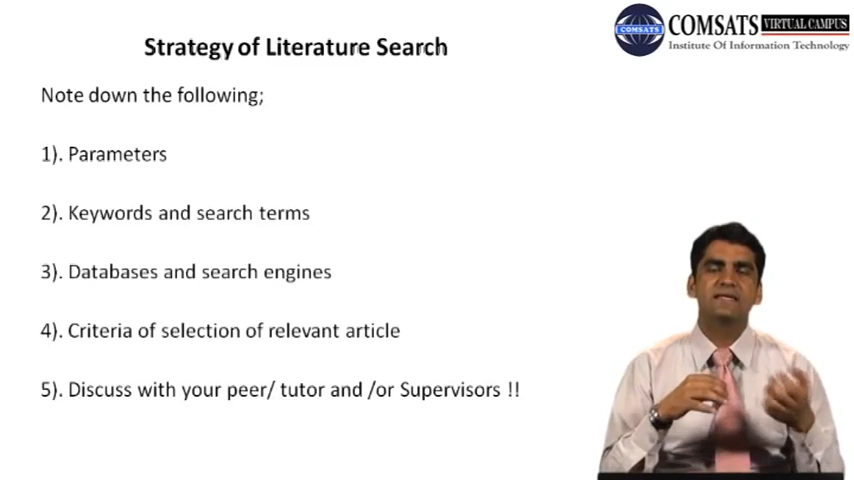 COMSATS VIRTUAL CAMPUS
COMSATS
Institute Of Information Technology
Strategy of Literature Search
Note down the following;
1). Parameters
2). Keywords and search terms
3). Databases and search engines
4). Criteria of selection of relevant article
5). Discuss with your peer/ tutor and /or Supervisors !!